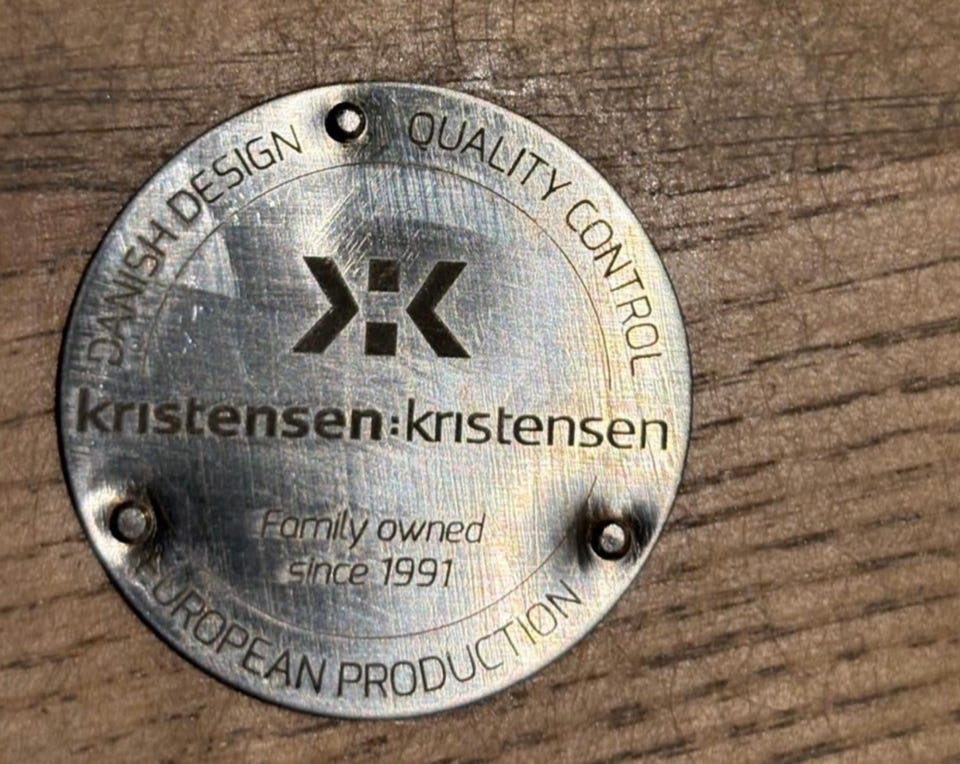 DANISH DESIGN
QUALITY CONTROL
kristensen:kristensen
Family owned
since 1991
EUROPEAN PRODUCTION